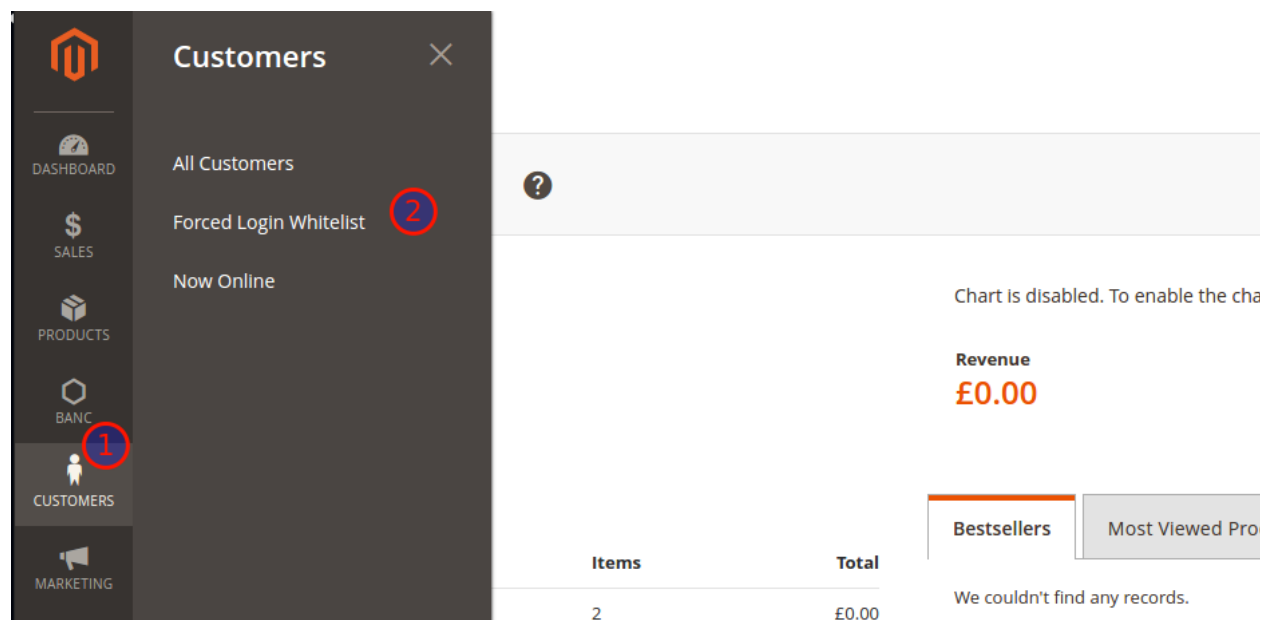 DASHBOARD
SALES
PRODUCTS
BANC
1
CUSTOMERS
MARKETING
Customers
All Customers
Forced Login Whitelist
2
Now Online
?
Chart is disabled. To enable the cha
Revenue
£0.00
Bestsellers
Most Viewed Pro
We couldn't find any records.
Items Total
2 £0.00